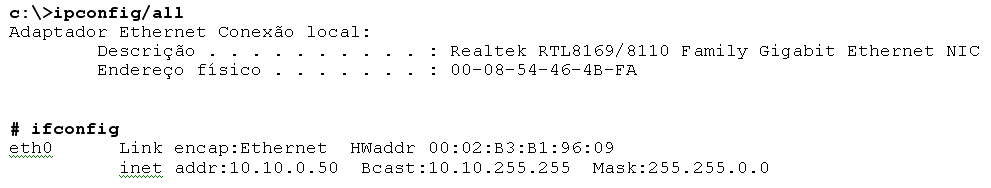 c:\>ipconfig/all
Adaptador Ethernet Conexão local:
Descrição . . . . . . . . . . . : Realtek RTL8169/8110 Family Gigabit Ethernet NIC
Endereço físico . . . . . . . : 00-08-54-46-4B-FA
# ifconfig
eth0 Link encap:Ethernet HWaddr 00:02:B3:B1:96:09
inet addr:10.10.0.50 Bcast:10.10.255.255 Mask:255.255.0.0